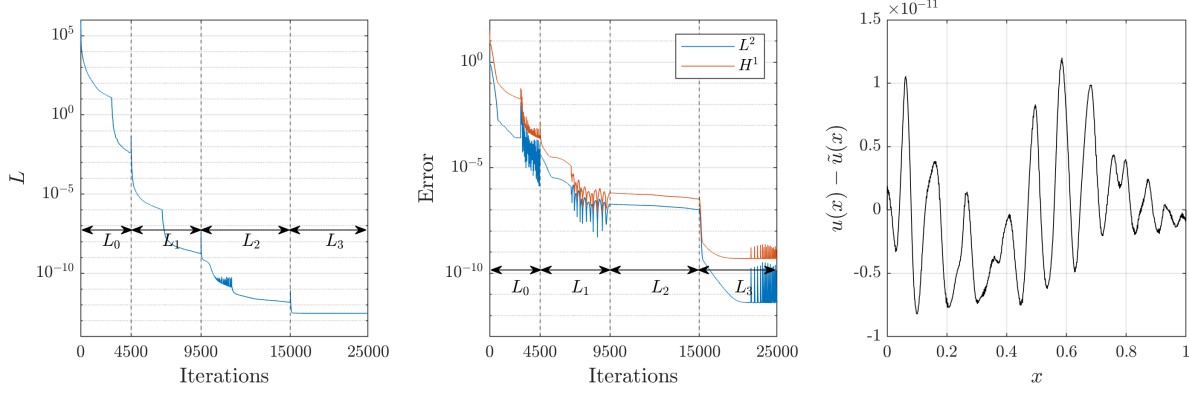 10^5
10^0
10^{-5}
10^{-10}
L
L_0
L_1
L_2
L_3
0
4500
9500
15000
25000
Iterations
10^0
10^{-5}
10^{-10}
Error
L^2
H^1
L_0
L_1
L_2
L_3
0
4500
9500
15000
25000
Iterations
×10^{-11}
1.5
1
0.5
0
-0.5
-1
u(x) − ũ(x)
0
0.2
0.4
0.6
0.8
1
x